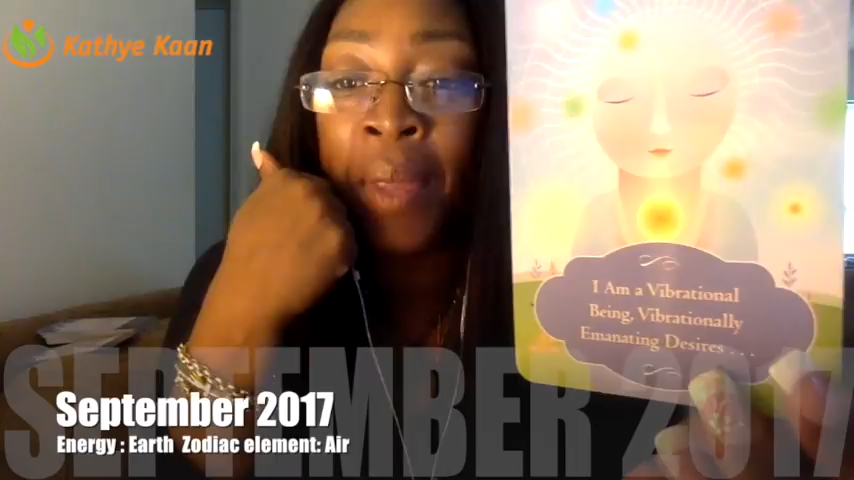 Kathye Kaan
I Am a Vibrational
Being, Vibrationally
Emanating Desires . . .
SEPTEMBER 2017
September 2017
Energy : Earth Zodiac element: Air